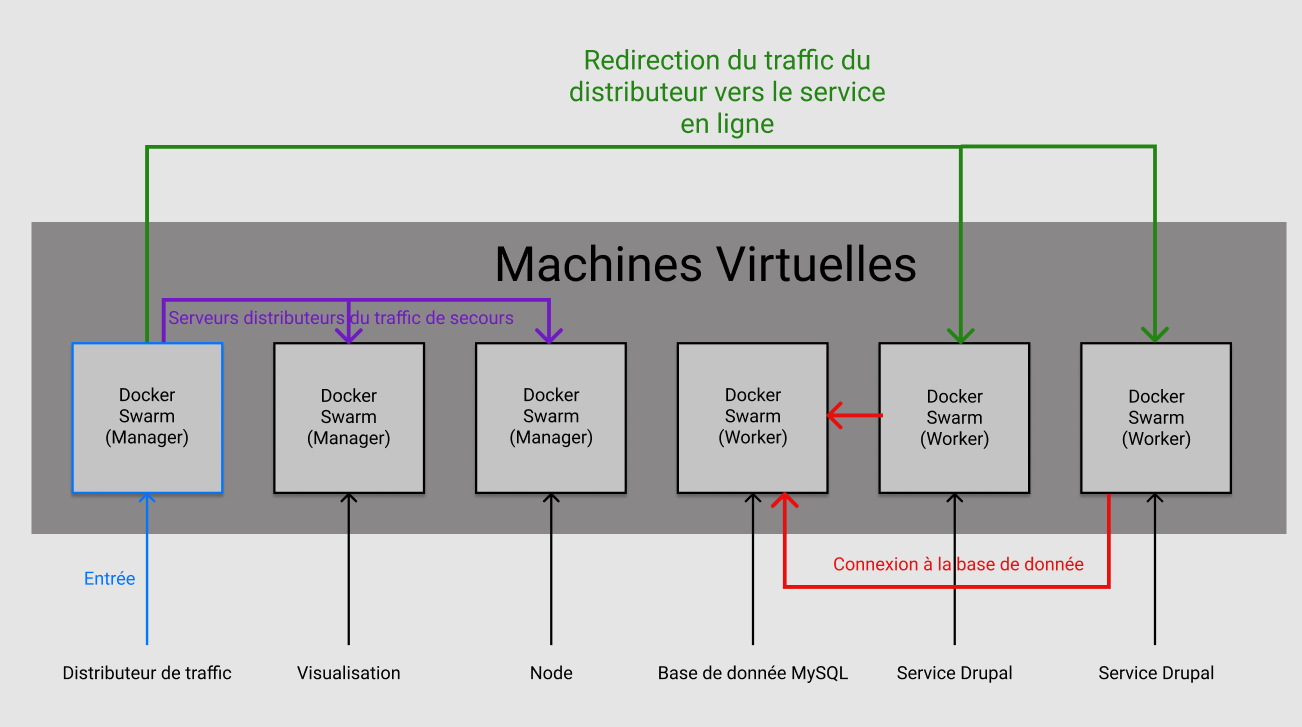 Redirection du traffic du
distributeur vers le service
en ligne
Machines Virtuelles
Serveurs distributeurs du traffic de secours
Docker
Swarm
(Manager)
Docker
Swarm
(Manager)
Docker
Swarm
(Manager)
Docker
Swarm
(Worker)
Docker
Swarm
(Worker)
Docker
Swarm
(Worker)
Connexion à la base de donnée
Entrée
Distributeur de traffic
Visualisation
Node
Base de donnée MySQL
Service Drupal
Service Drupal